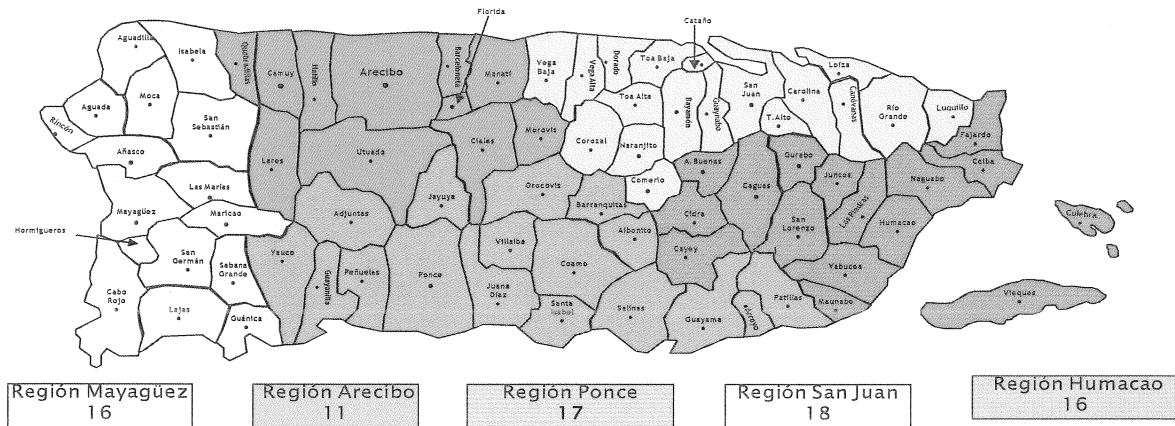 Florida
Cataño
Aguadilla
Isabela
Quebradillas
Camuy
Hatillo
Arecibo
Barceloneta
Manatí
Vega Baja
Vega Alta
Dorado
Toa Baja
Loíza
Aguada
Moca
Toa Alta
Bayamón
Guaynabo
San Juan
Carolina
Canóvanas
Río Grande
Luquillo
Rincón
San Sebastián
T. Alto
Fajardo
Añasco
Lares
Utuado
Ciales
Morovis
Corozal
Naranjito
A. Buenas
Gurabo
Juncos
Ceiba
Las Marías
Jayuya
Orocovis
Comerío
Caguas
Naguabo
Mayagüez
Maricao
Adjuntas
Barranquitas
Cidra
San Lorenzo
Las Piedras
Humacao
Culebra
Hormigueros
San Germán
Sabana Grande
Yauco
Guayanilla
Peñuelas
Ponce
Villalba
Coamo
Aibonito
Cayey
Yabucoa
Cabo Rojo
Lajas
Guánica
Juana Díaz
Santa Isabel
Salinas
Guayama
Arroyo
Patillas
Maunabo
Vieques
Región Mayagüez
16
Región Arecibo
11
Región Ponce
17
Región San Juan
18
Región Humacao
16